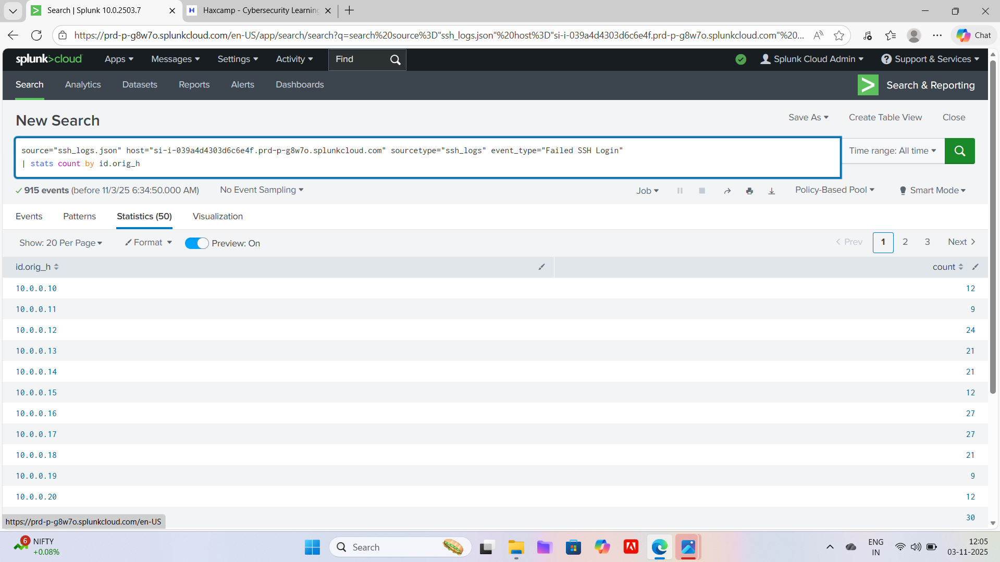 Search | Splunk 10.0.2503.7
Haxcamp - Cybersecurity Learning
https://prd-p-g8w7o.splunkcloud.com/en-US/app/search/search?q=search%20source%3D"ssh_logs.json"%20host%3D"si-i-039a4d4303d6c6e4f.prd-p-g8w7o.splunkcloud.com"%20...
Chat
splunk>cloud
Apps
Messages
Settings
Activity
Find
Splunk Cloud Admin
Support & Services
Search
Analytics
Datasets
Reports
Alerts
Dashboards
Search & Reporting
New Search
Save As
Create Table View
Close
source="ssh_logs.json" host="si-i-039a4d4303d6c6e4f.prd-p-g8w7o.splunkcloud.com" sourcetype="ssh_logs" event_type="Failed SSH Login"
| stats count by id.orig_h
Time range: All time
915 events (before 11/3/25 6:34:50.000 AM)
No Event Sampling
Job
Policy-Based Pool
Smart Mode
Events
Patterns
Statistics (50)
Visualization
Show: 20 Per Page
Format
Preview: On
Prev
1
2
3
Next
id.orig_h
count
10.0.0.10
12
10.0.0.11
9
10.0.0.12
24
10.0.0.13
21
10.0.0.14
21
10.0.0.15
12
10.0.0.16
27
10.0.0.17
27
10.0.0.18
21
10.0.0.19
9
10.0.0.20
12
30
https://prd-p-g8w7o.splunkcloud.com/en-US
6
NIFTY
+0.08%
Search
ENG
IN
12:05
03-11-2025